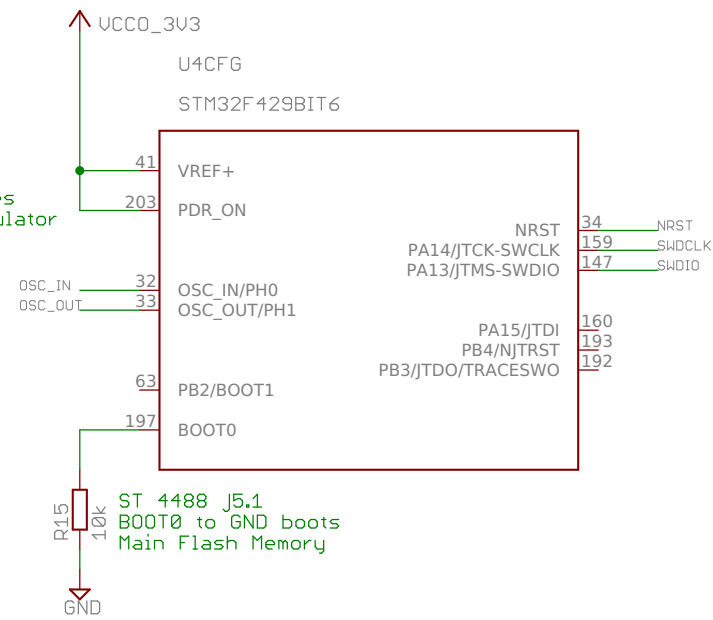 VCCO_3V3
U4CFG
STM32F429BIT6
41 VREF+
203 PDR_ON
ulator
NRST 34 NRST
PA14/JTCK-SWCLK 159 SWDCLK
PA13/JTMS-SWDIO 147 SWDIO
OSC_IN 32 OSC_IN/PH0
OSC_OUT 33 OSC_OUT/PH1
PA15/JTDI 160
PB4/NJTRST 193
PB3/JTDO/TRACESWO 192
63 PB2/BOOT1
197 BOOT0
R15
10k
ST 4488 J5.1
BOOT0 to GND boots
Main Flash Memory
GND